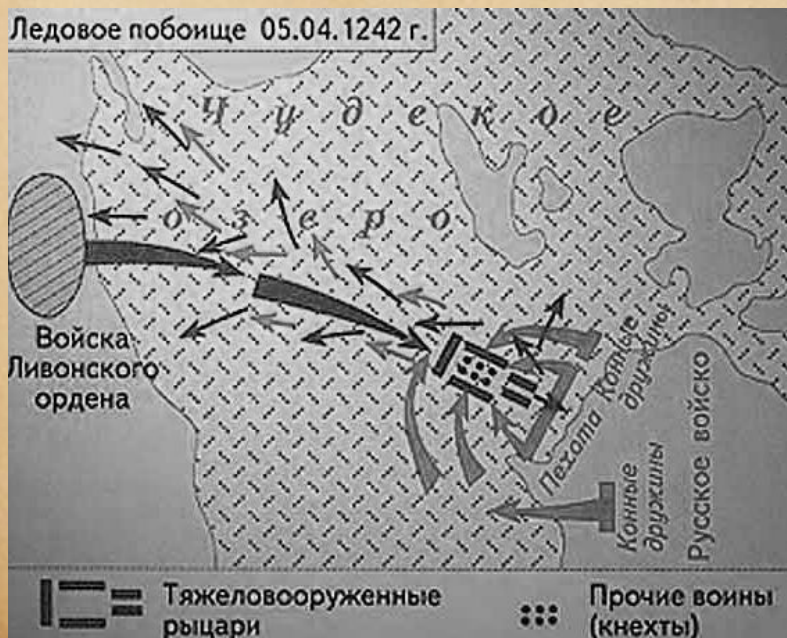 Ледовое побоище 05.04.1242 г.
Чудское
озеро
Войска
Ливонского
ордена
Пехота
Конные
дружины
Конные
дружины
Русское войско
Тяжеловооруженные
рыцари
Прочие воины
(кнехты)